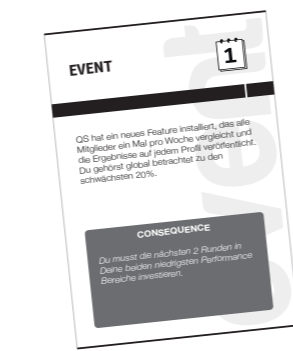 EVENT
1
QS hat ein neues Feature installiert, das alle
Mitglieder ein Mal pro Woche vergleicht und
die Ergebnisse auf jedem Profil veröffentlicht.
Du gehörst global betrachtet zu den
schwächsten 20%.
CONSEQUENCE
Du musst die nächsten 2 Runden in
Deine beiden niedrigsten Performance
Bereiche investieren.
event